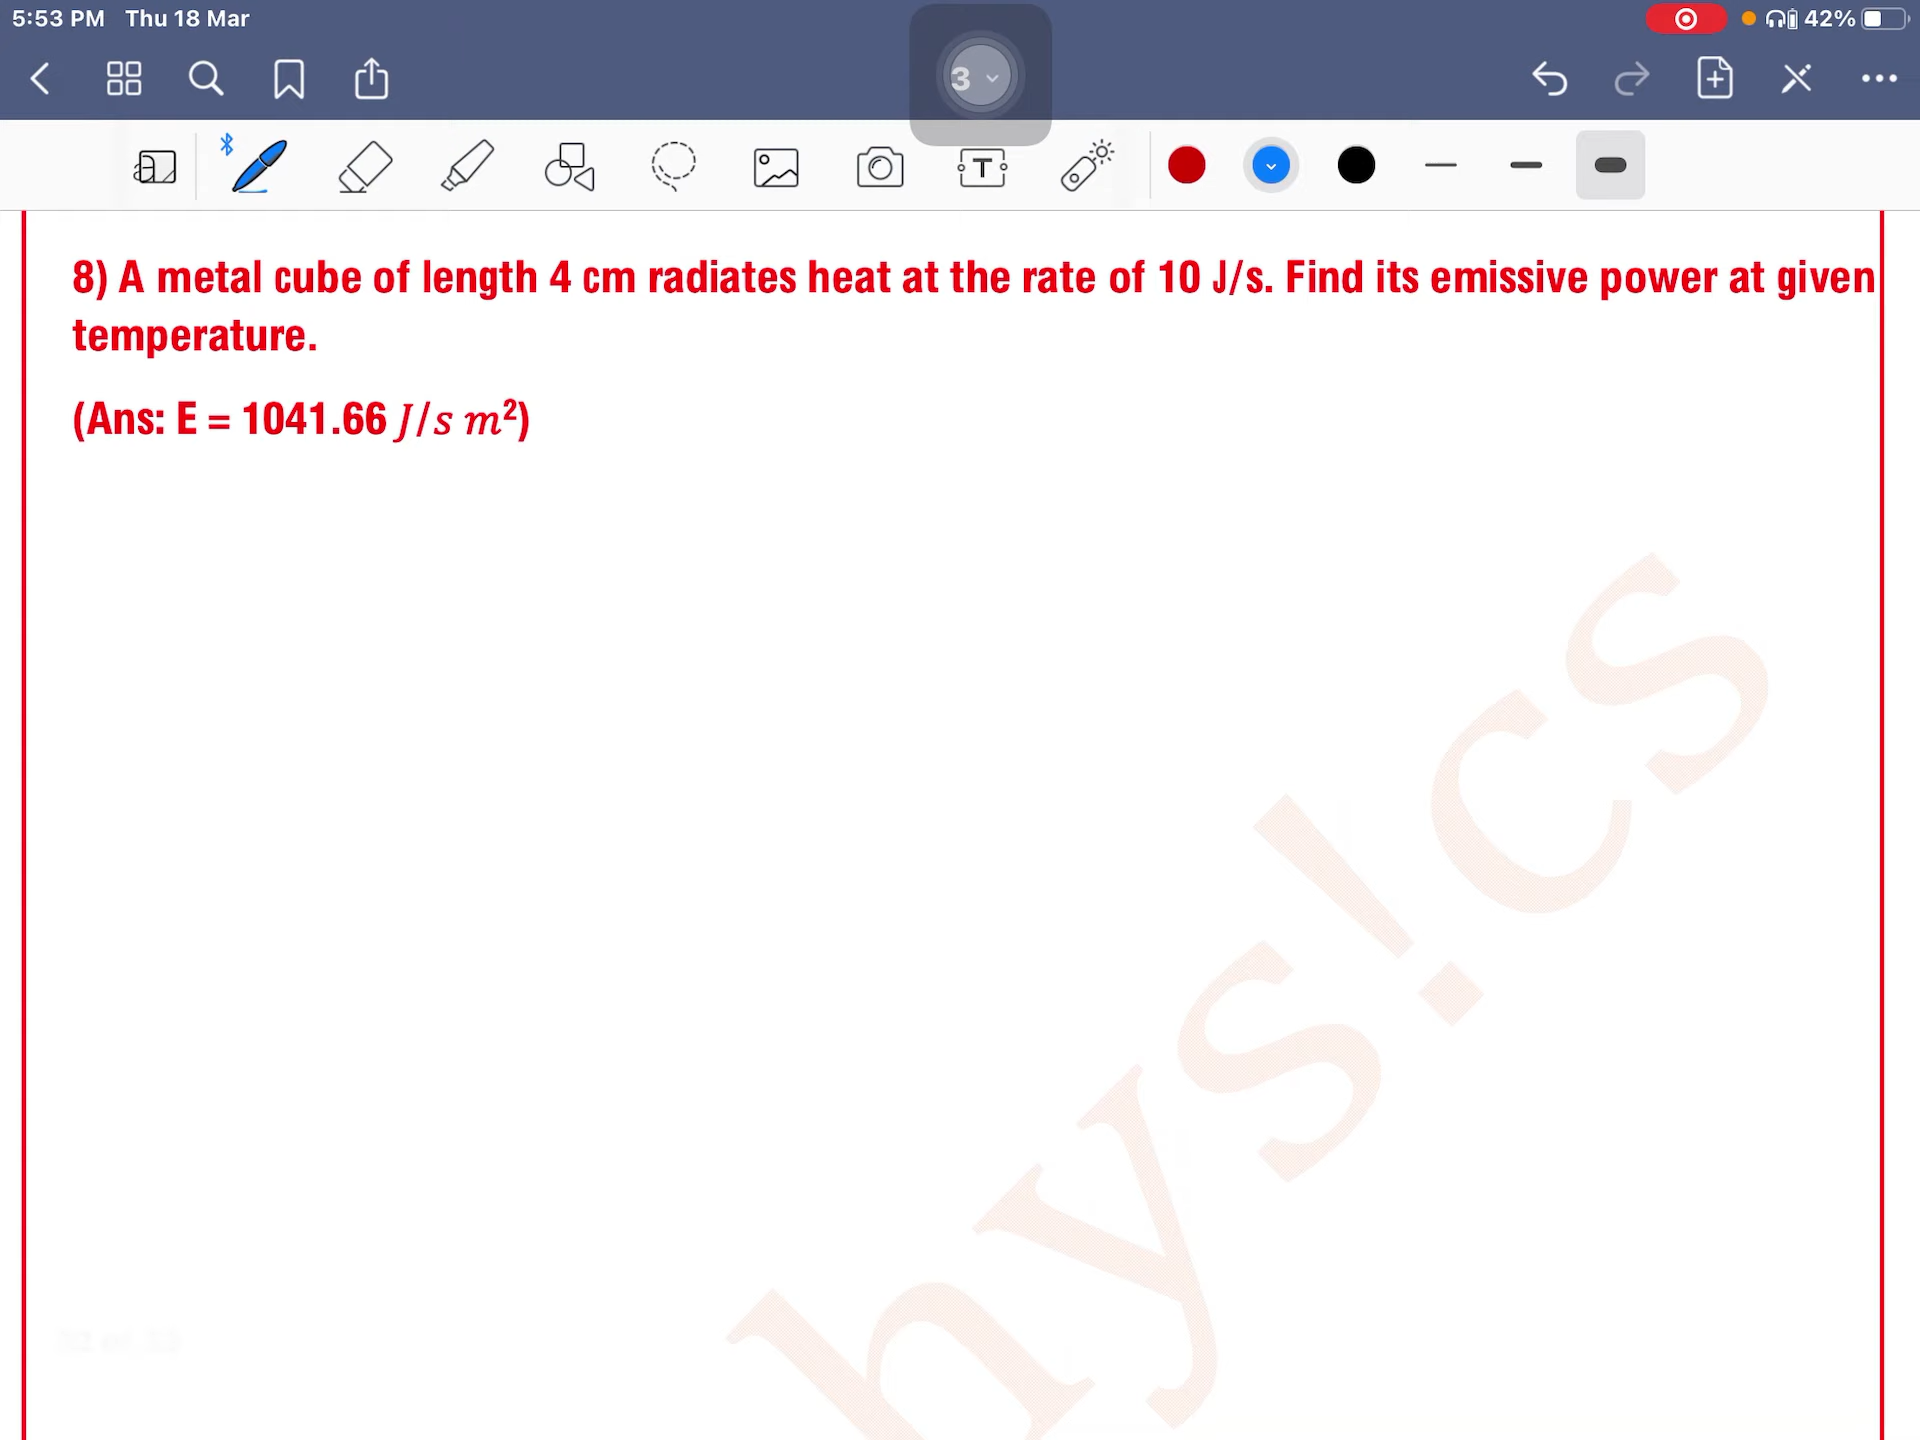 5:53 PM Thu 18 Mar
42%
3
T
8) A metal cube of length 4 cm radiates heat at the rate of 10 J/s. Find its emissive power at given
temperature.
(Ans: E = 1041.66 J/s m²)
hys!cs